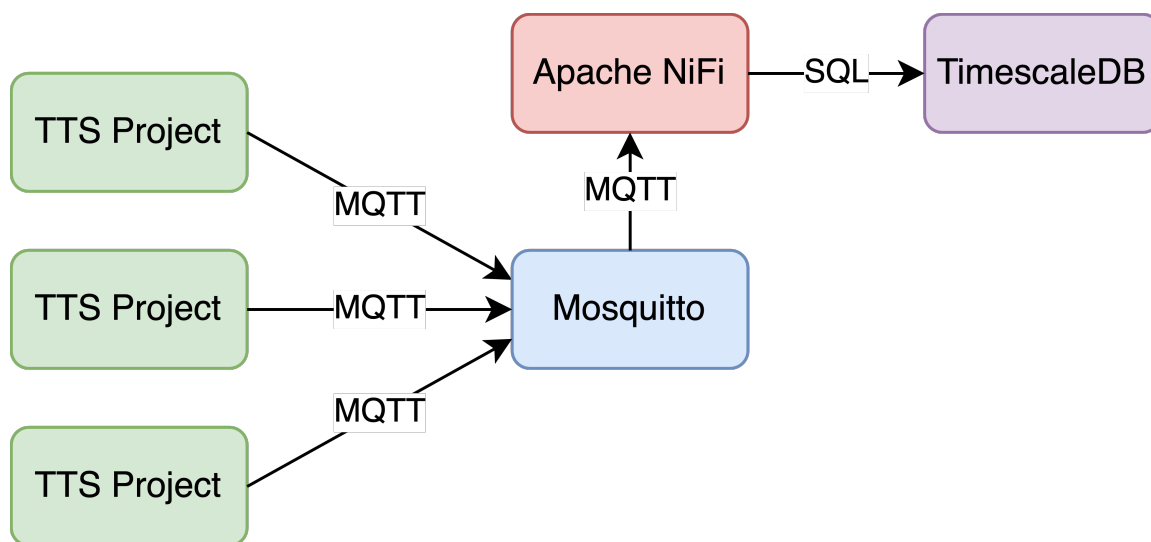 Apache NiFi
SQL
TimescaleDB
TTS Project
MQTT
MQTT
TTS Project
MQTT
Mosquitto
MQTT
TTS Project